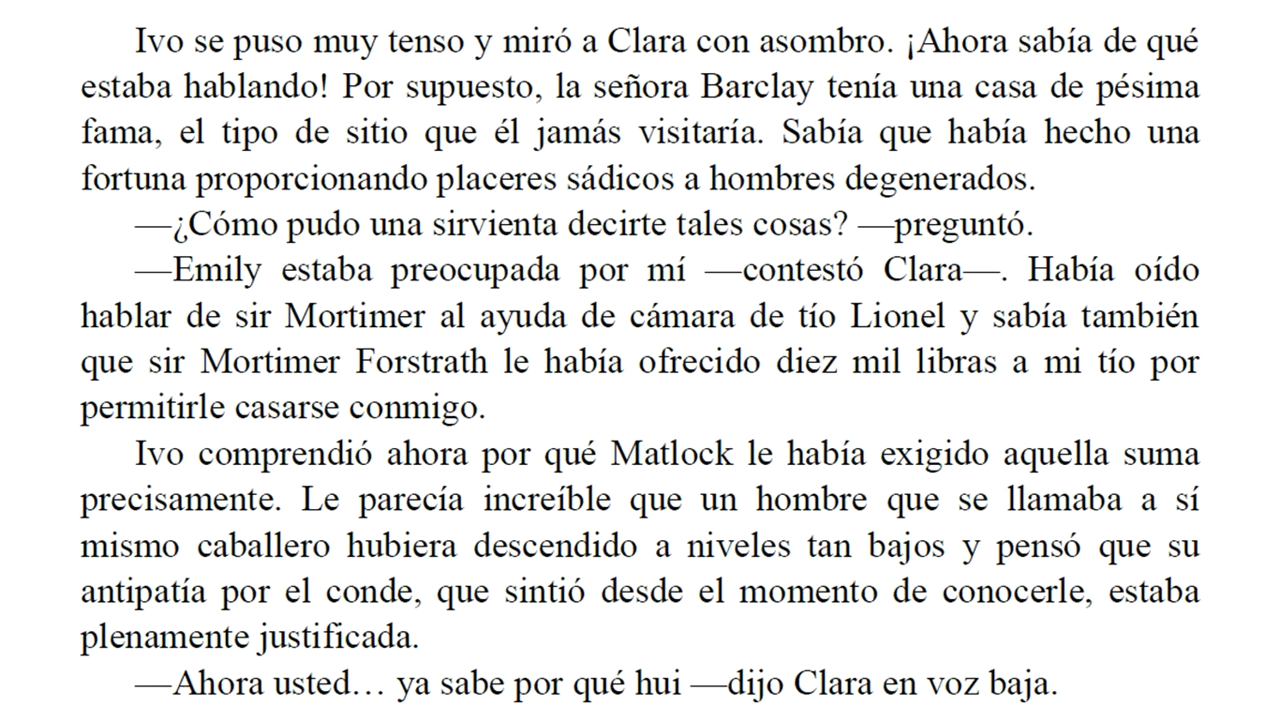 Ivo se puso muy tenso y miró a Clara con asombro. ¡Ahora sabía de qué
estaba hablando! Por supuesto, la señora Barclay tenía una casa de pésima
fama, el tipo de sitio que él jamás visitaría. Sabía que había hecho una
fortuna proporcionando placeres sádicos a hombres degenerados.
—¿Cómo pudo una sirvienta decirte tales cosas? —preguntó.
—Emily estaba preocupada por mí —contestó Clara—. Había oído
hablar de sir Mortimer al ayuda de cámara de tío Lionel y sabía también
que sir Mortimer Forstrath le había ofrecido diez mil libras a mi tío por
permitirle casarse conmigo.
Ivo comprendió ahora por qué Matlock le había exigido aquella suma
precisamente. Le parecía increíble que un hombre que se llamaba a sí
mismo caballero hubiera descendido a niveles tan bajos y pensó que su
antipatía por el conde, que sintió desde el momento de conocerle, estaba
plenamente justificada.
—Ahora usted… ya sabe por qué hui —dijo Clara en voz baja.